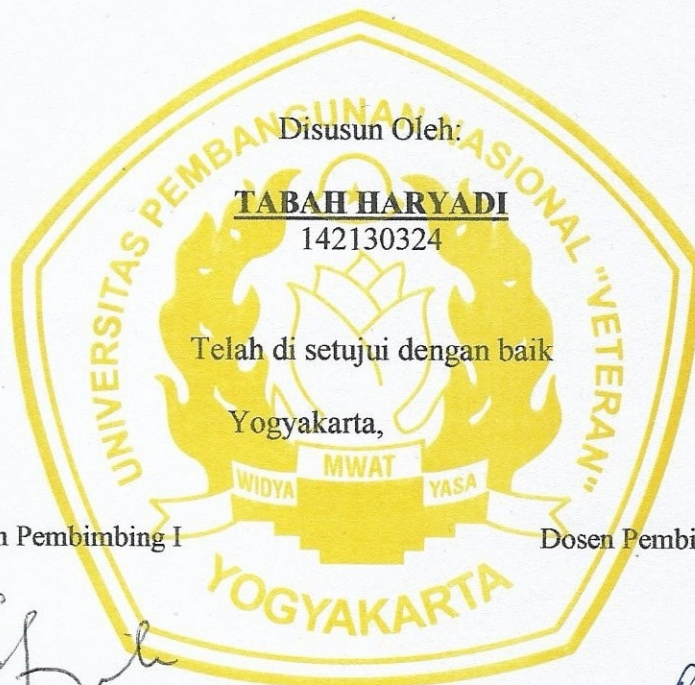 Disusun Oleh:
TABAH HARYADI
142130324
Telah di setujui dengan baik
Yogyakarta,
UNIVERSITAS PEMBANGUNAN NASIONAL "VETERAN"
WIDYA MWAT YASA
YOGYAKARTA
n Pembimbing I
Dosen Pembi